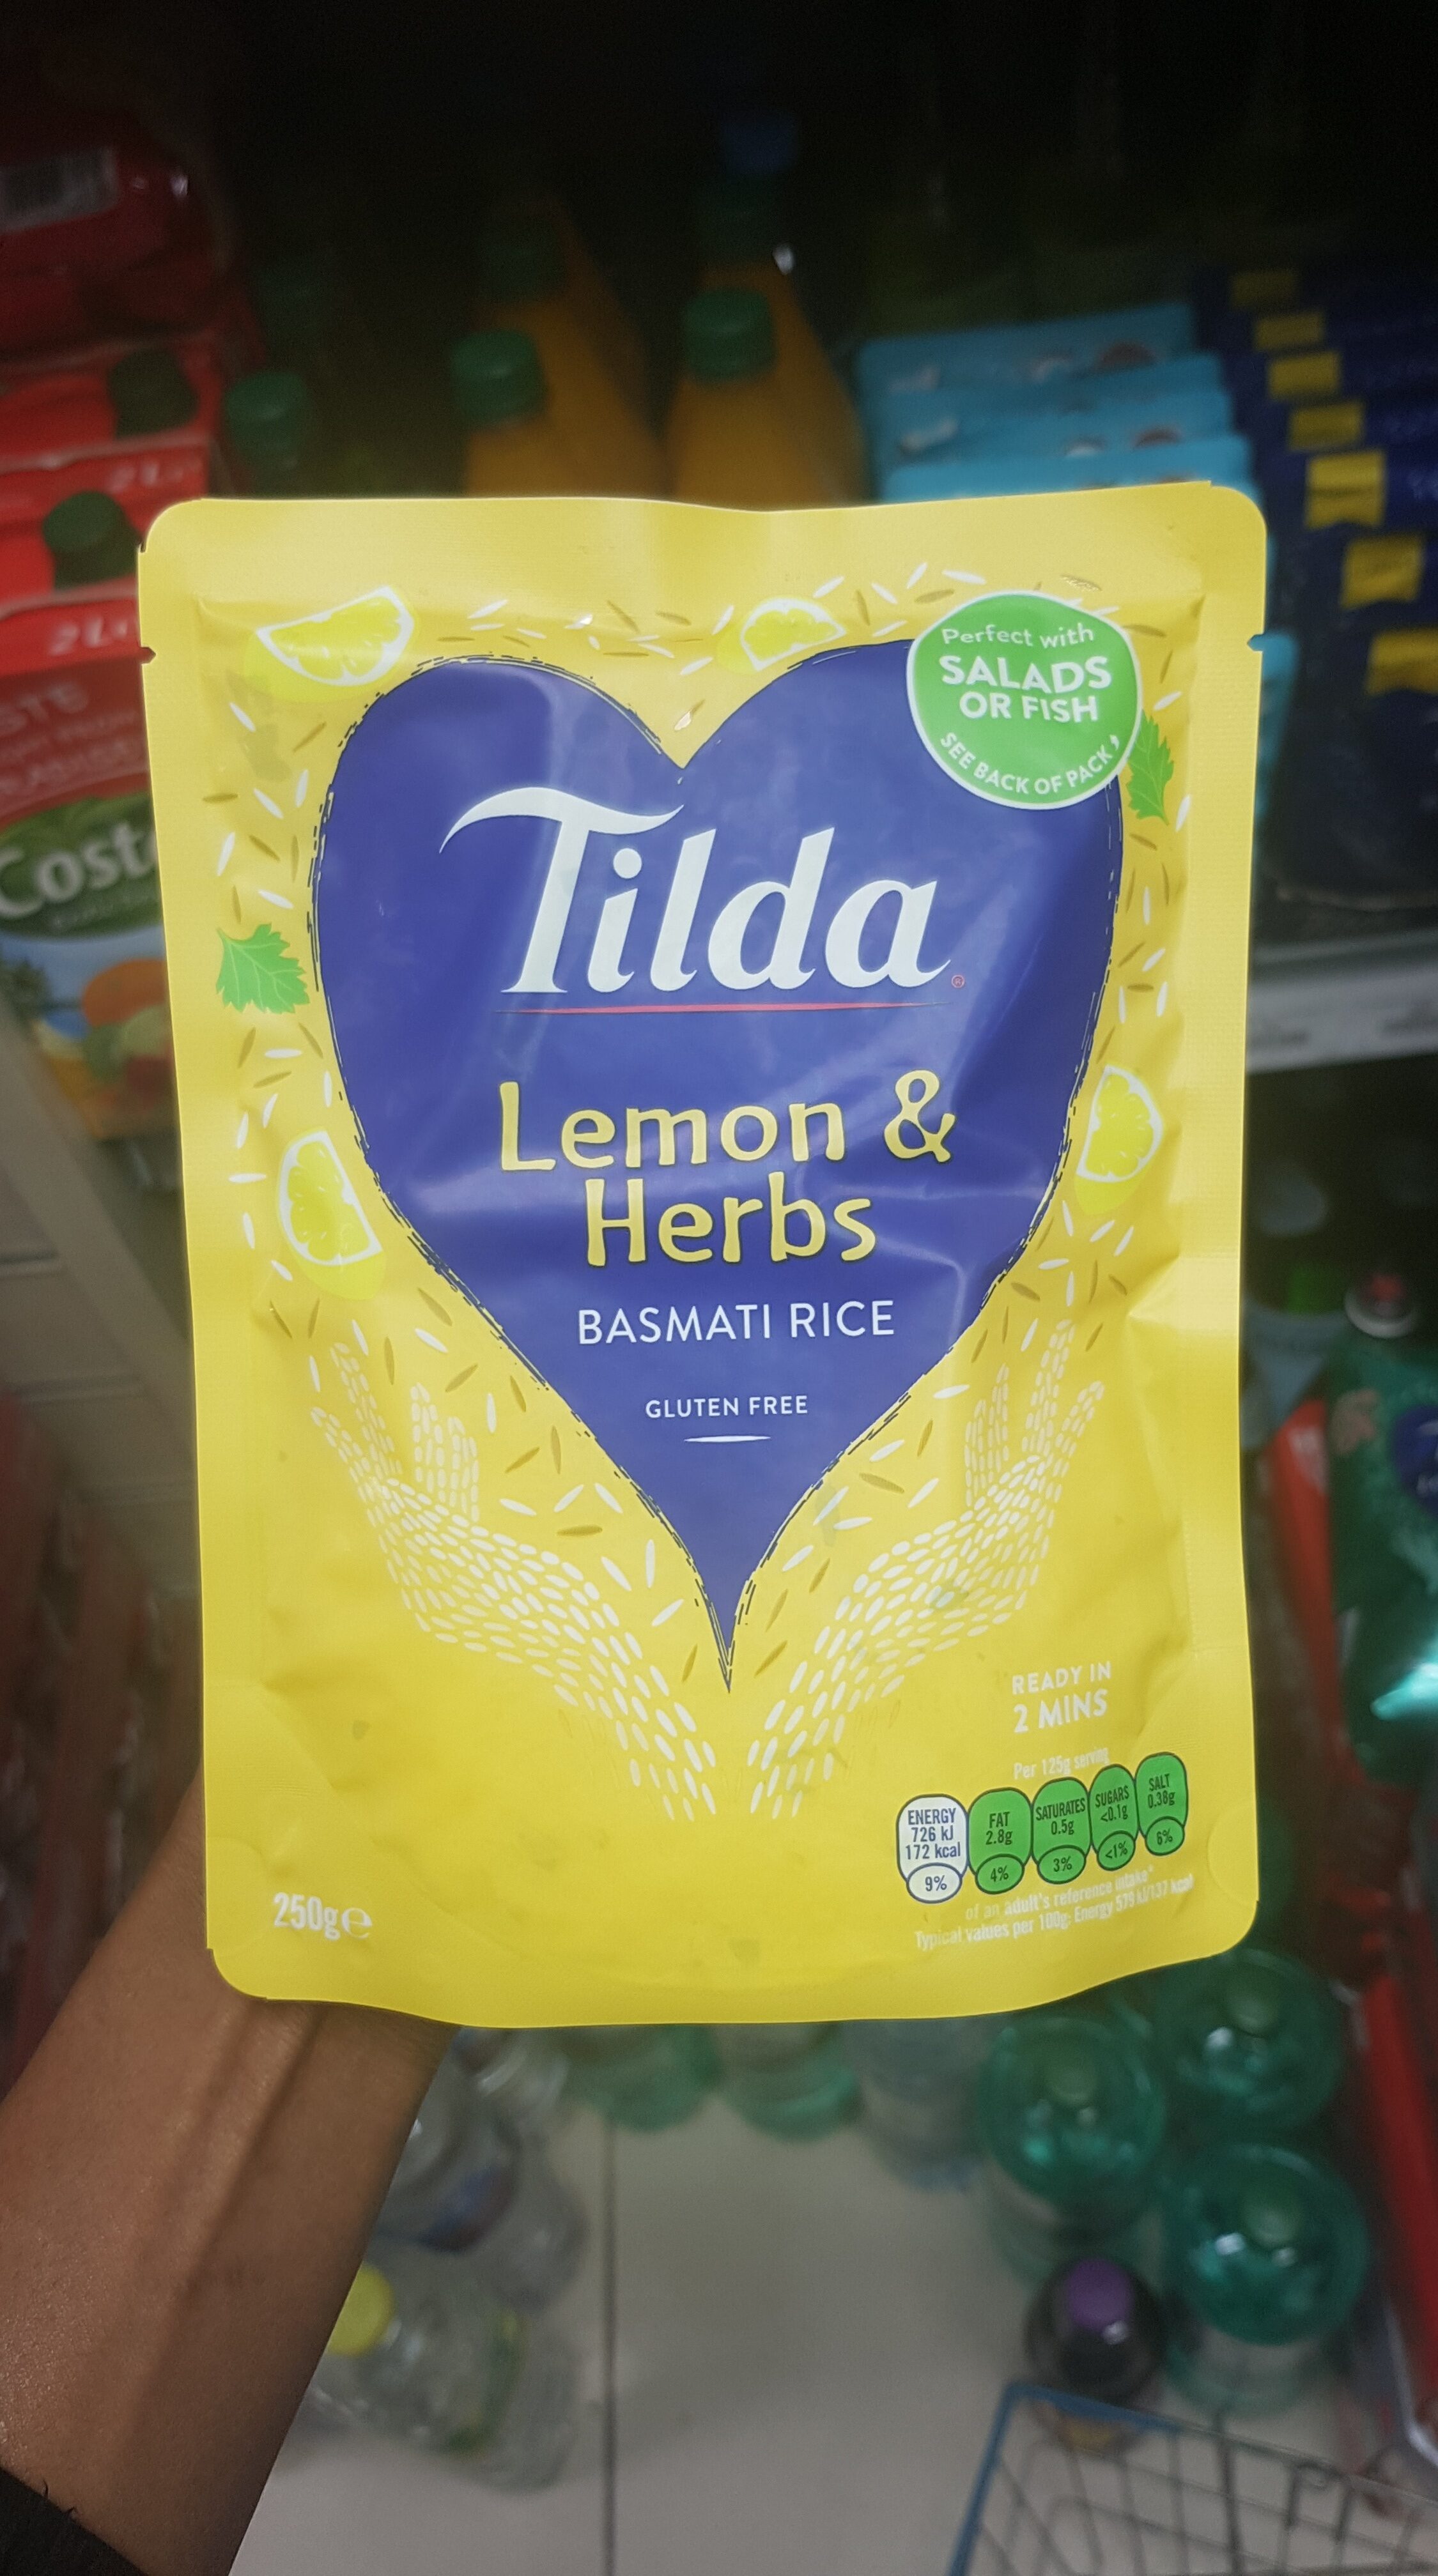 Perfect with
SALADS
OR FISH
SEE BACK OF PACK
Tilda®
Lemon &
Herbs
BASMATI RICE
GLUTEN FREE
READY IN
2 MINS
Per 125g serving
ENERGY
726 kJ
172 kcal
9%
FAT
2.8g
4%
SATURATES
0.5g
3%
SUGARS
<0.1g
<1%
SALT
0.38g
6%
of an adult's reference intake*
Typical values per 100g: Energy 579 kJ/137 kcal
250g℮
2L